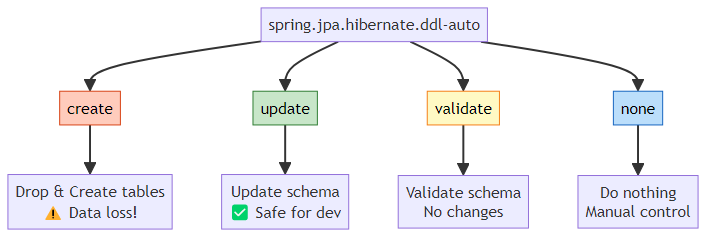 spring.jpa.hibernate.ddl-auto
create
update
validate
none
Drop & Create tables
⚠️ Data loss!
Update schema
✅ Safe for dev
Validate schema
No changes
Do nothing
Manual control